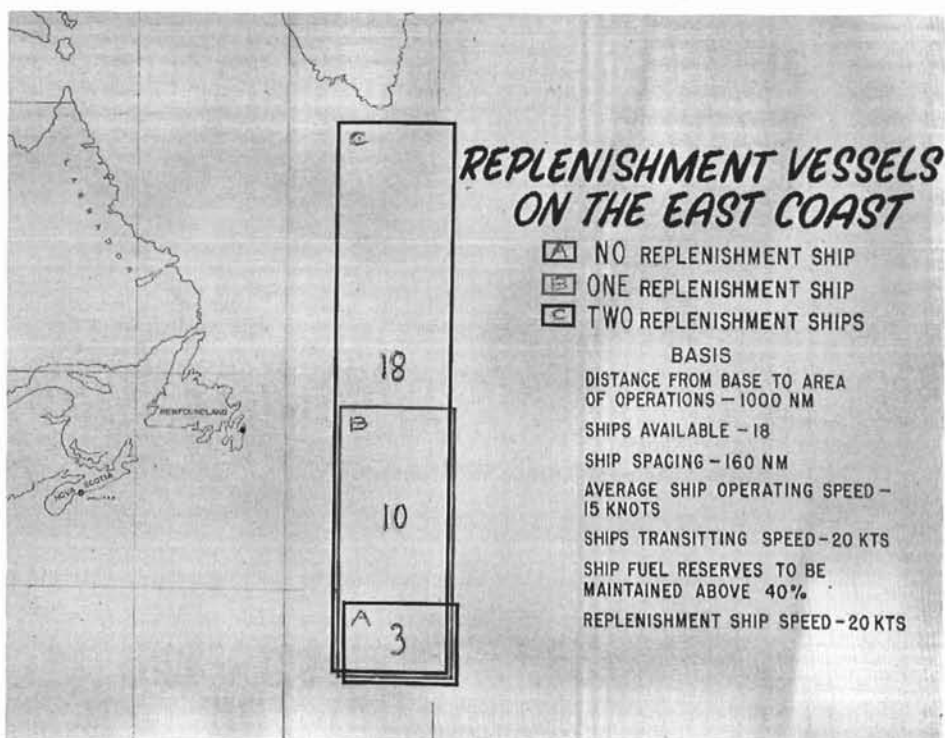 C
REPLENISHMENT VESSELS
ON THE EAST COAST
A NO REPLENISHMENT SHIP
B ONE REPLENISHMENT SHIP
C TWO REPLENISHMENT SHIPS
BASIS
DISTANCE FROM BASE TO AREA
OF OPERATIONS – 1000 NM
SHIPS AVAILABLE – 18
SHIP SPACING – 160 NM
AVERAGE SHIP OPERATING SPEED –
15 KNOTS
SHIPS TRANSITTING SPEED – 20 KTS
SHIP FUEL RESERVES TO BE
MAINTAINED ABOVE 40%
REPLENISHMENT SHIP SPEED – 20 KTS
18
NEWFOUNDLAND
B
NOVA SCOTIA
HALIFAX
10
A
3